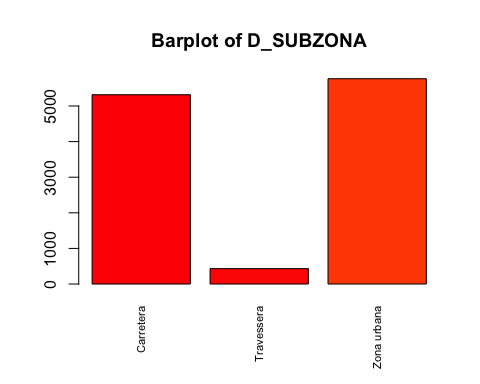 Barplot of D_SUBZONA
5000
3000
1000
0
Carretera
Travessera
Zona urbana